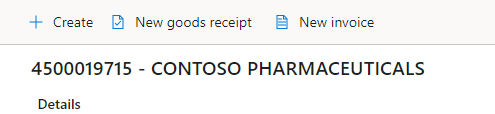 Create New goods receipt New invoice
4500019715 - CONTOSO PHARMACEUTICALS
Details